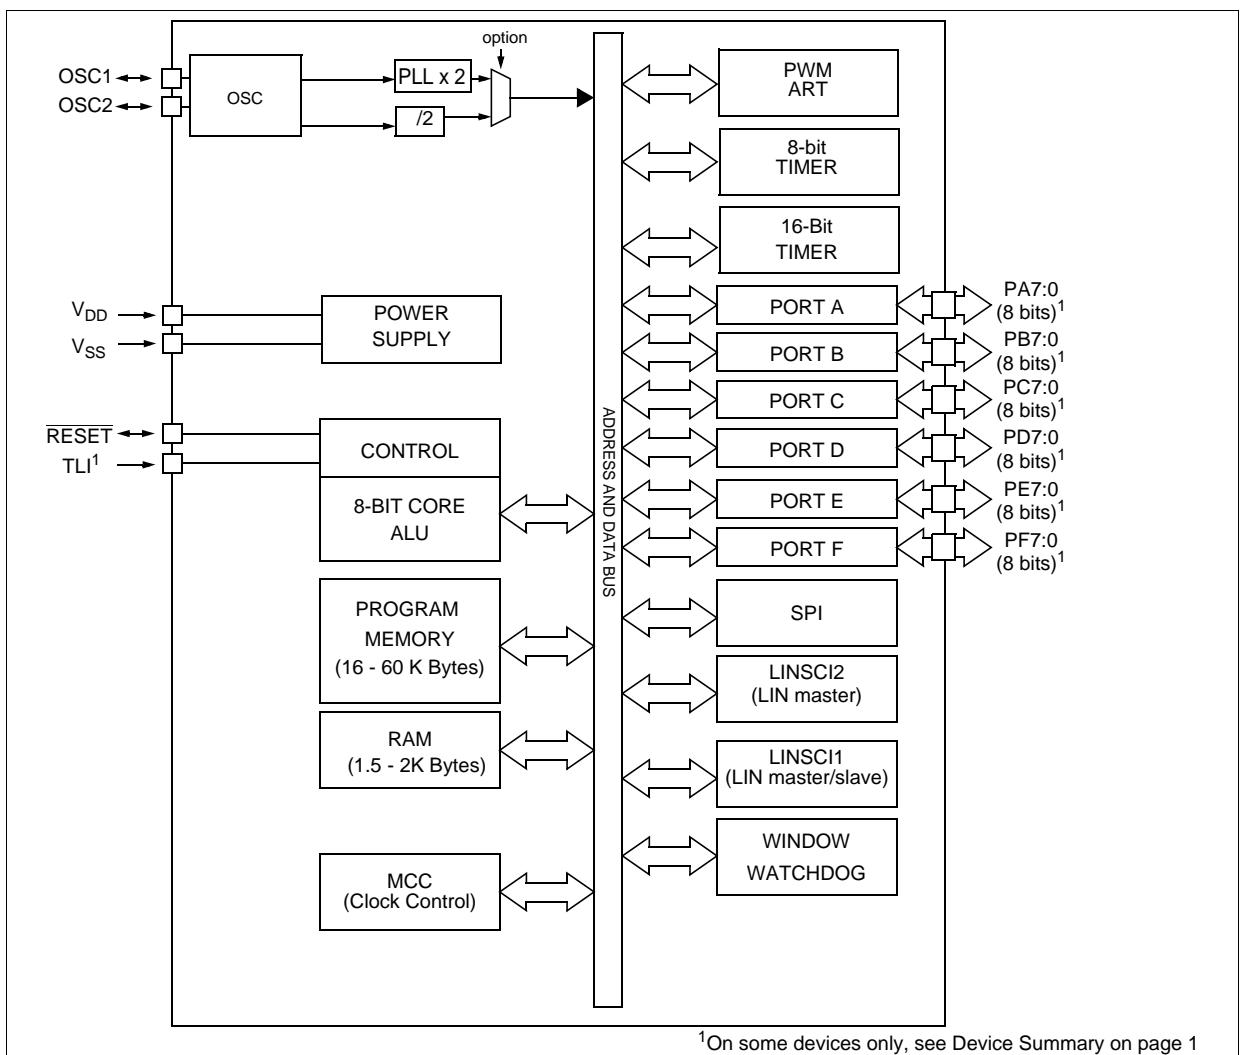 option
OSC1
OSC2
OSC
PLL x 2
/2
V_DD
V_SS
POWER
SUPPLY
RESET
TLI¹
CONTROL
8-BIT CORE
ALU
PROGRAM
MEMORY
(16 - 60 K Bytes)
RAM
(1.5 - 2K Bytes)
MCC
(Clock Control)
ADDRESS AND DATA BUS
PWM
ART
8-bit
TIMER
16-Bit
TIMER
PORT A
PA7:0
(8 bits)¹
PORT B
PB7:0
(8 bits)¹
PORT C
PC7:0
(8 bits)¹
PORT D
PD7:0
(8 bits)¹
PORT E
PE7:0
(8 bits)¹
PORT F
PF7:0
(8 bits)¹
SPI
LINSCI2
(LIN master)
LINSCI1
(LIN master/slave)
WINDOW
WATCHDOG
¹On some devices only, see Device Summary on page 1